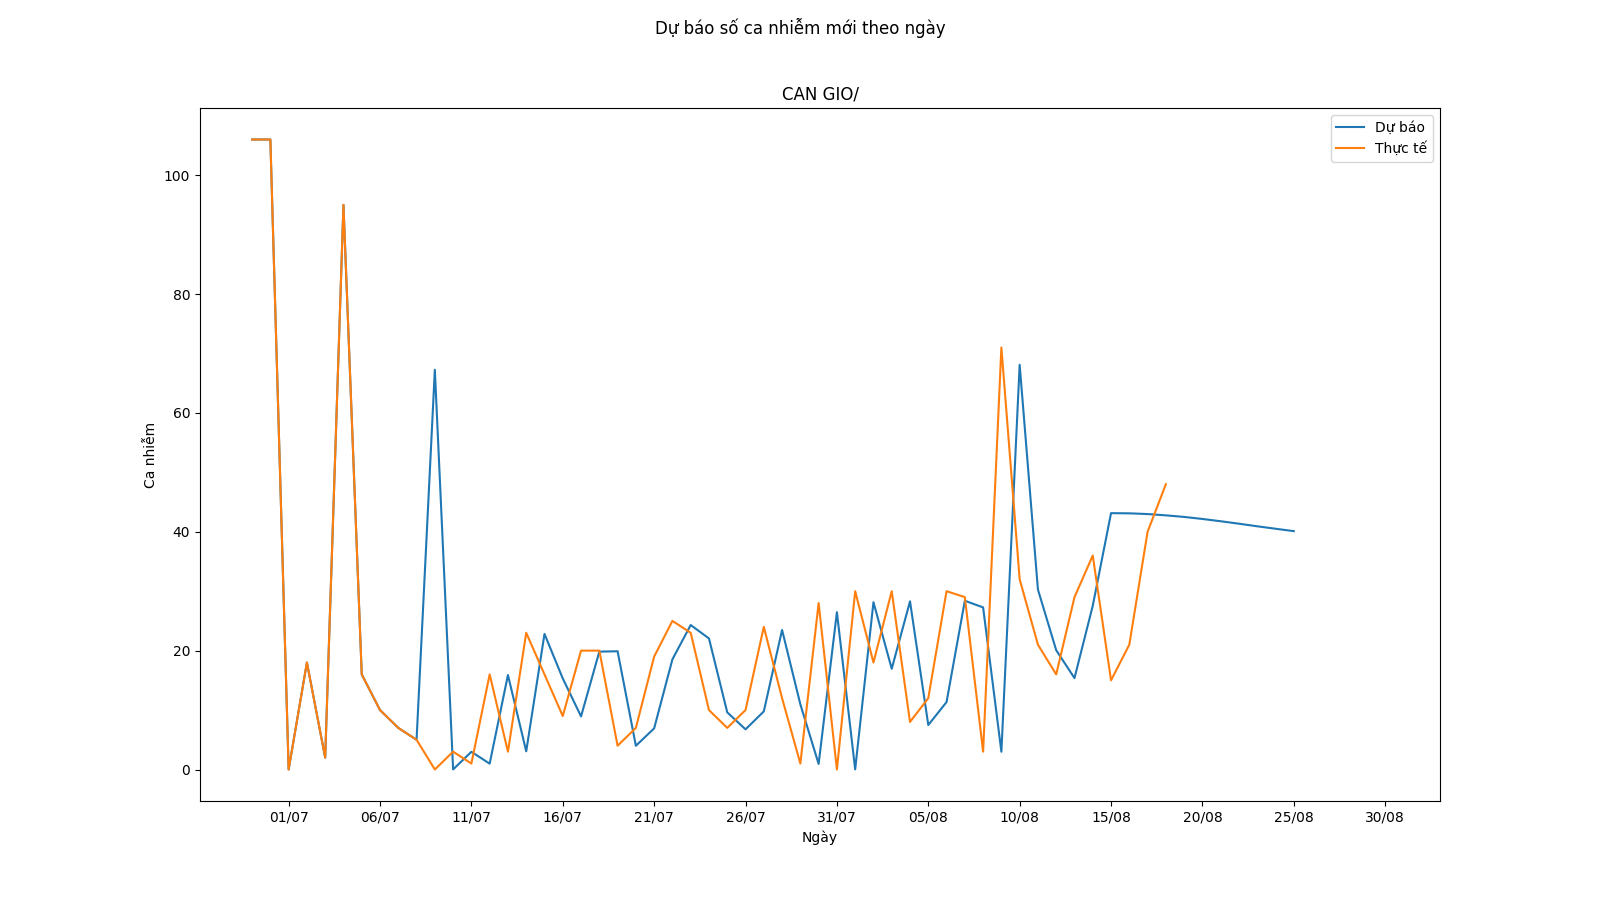 Dự báo số ca nhiễm mới theo ngày
CAN GIO/
Dự báo
Thực tế
100
80
60
40
20
0
Ca nhiễm
01/07 06/07 11/07 16/07 21/07 26/07 31/07 05/08 10/08 15/08 20/08 25/08 30/08
Ngày